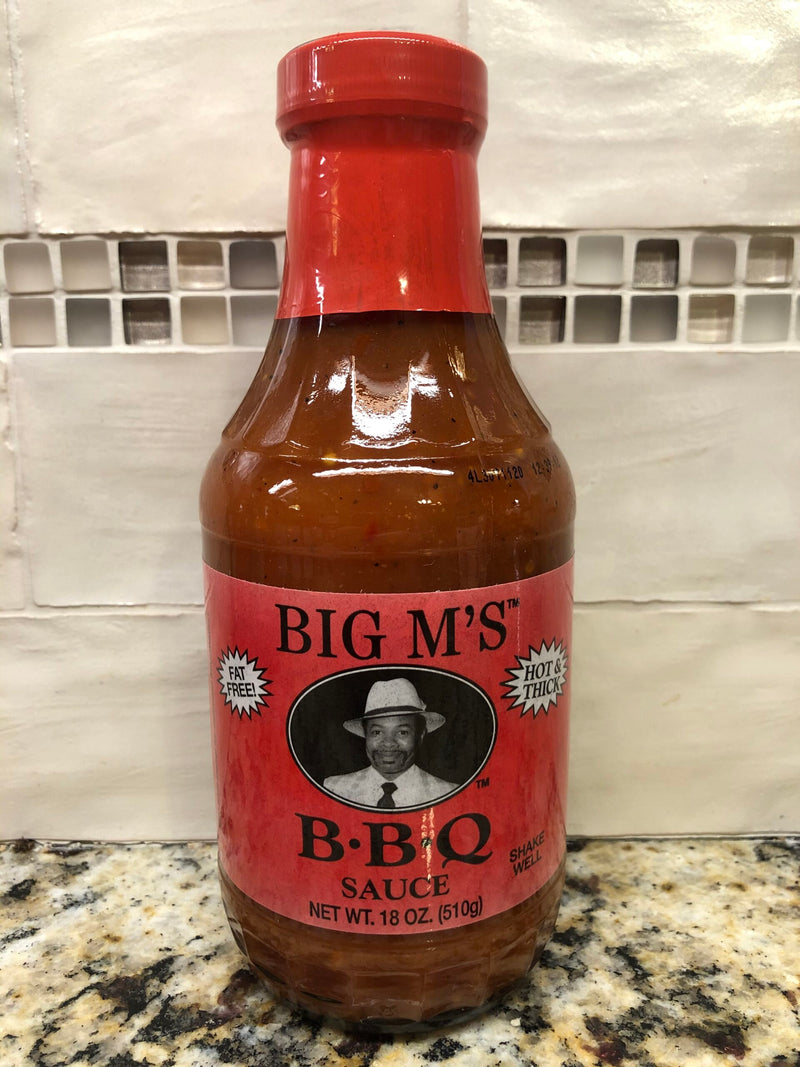 BIG M'S™
FAT
FREE!
HOT &
THICK
™
B•B•Q
SAUCE
SHAKE
WELL
NET WT. 18 OZ. (510g)